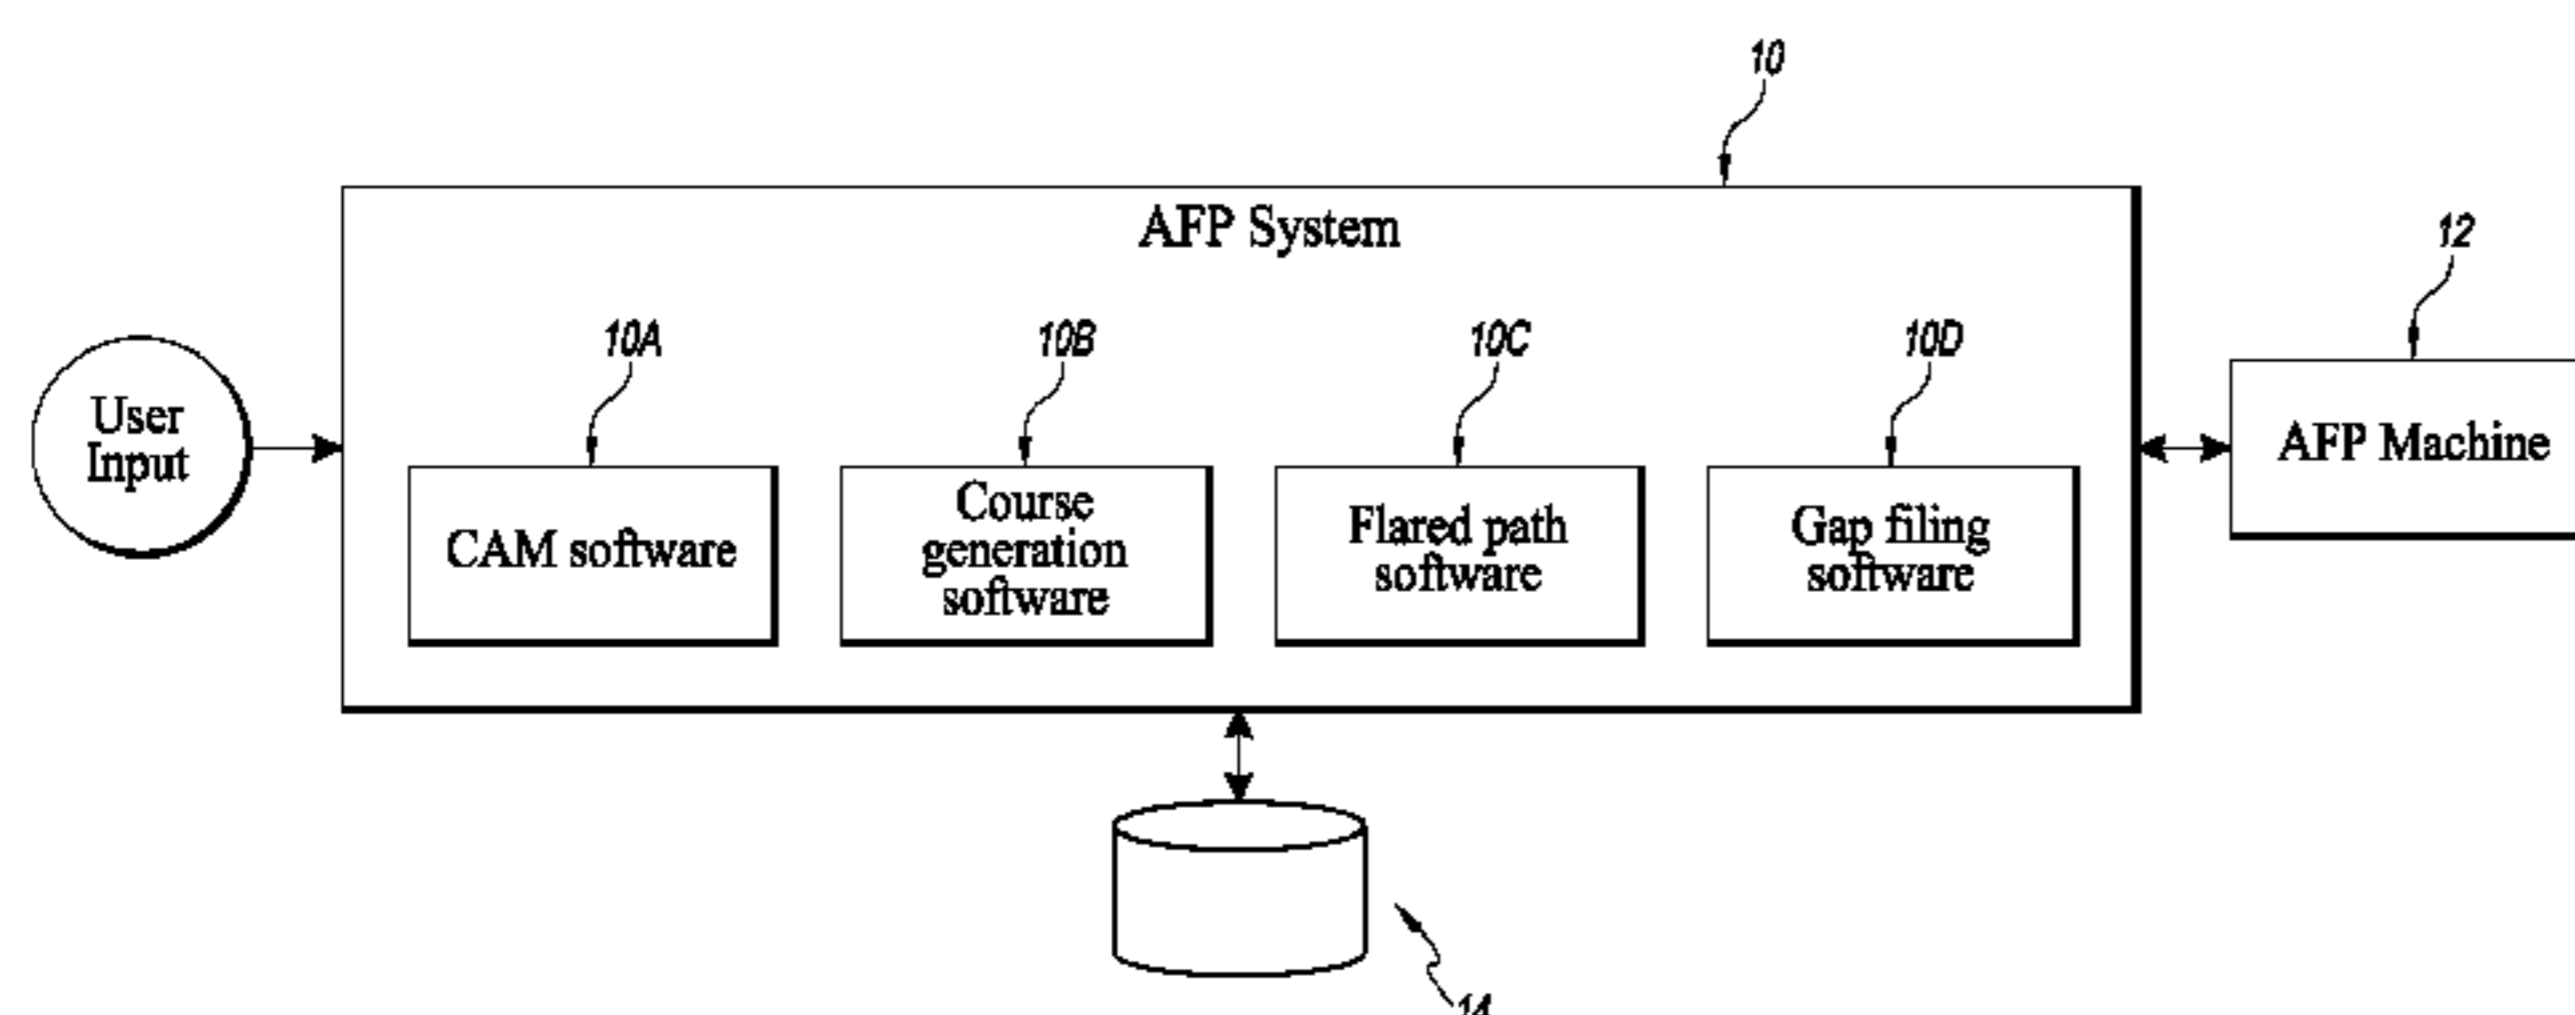 10
AFP System
12
10A
10B
10C
10D
User
Input
CAM software
Course
generation
software
Flared path
software
Gap filing
software
AFP Machine
14